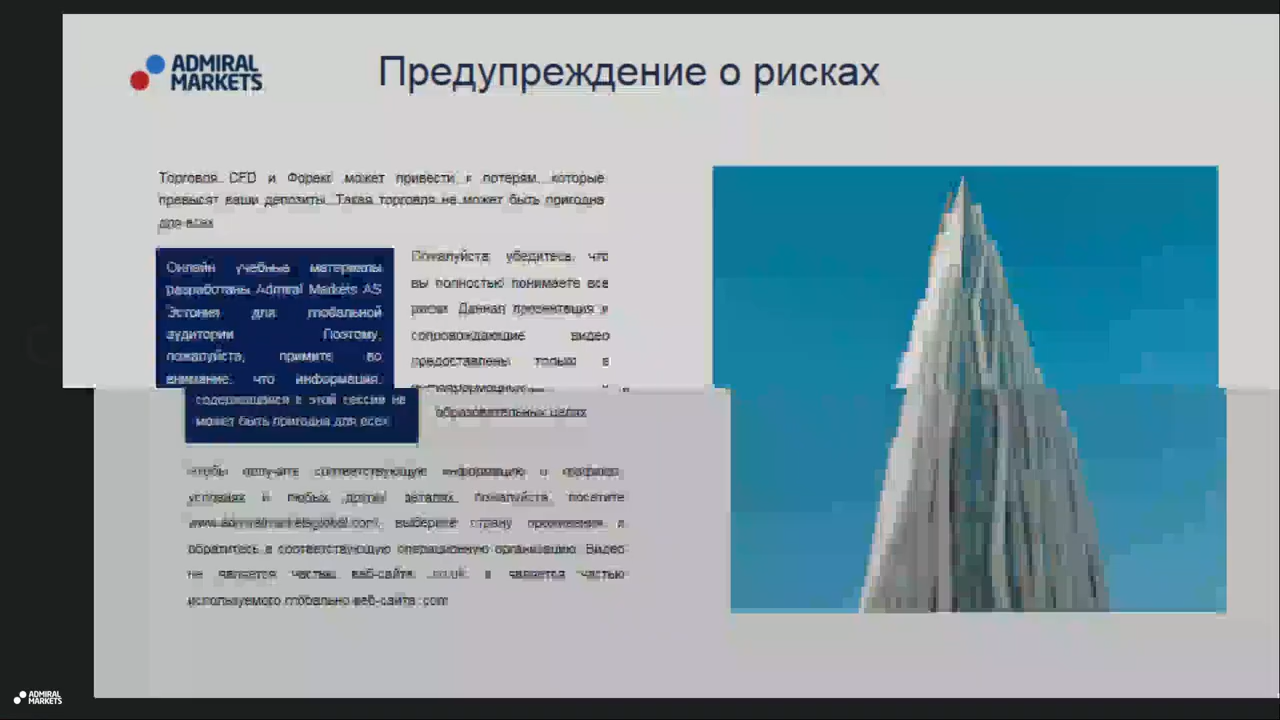 ADMIRAL
MARKETS
Предупреждение о рисках
Торговля CFD и Форекс может привести к потерям, которые
превысят ваши депозиты. Такая торговля не может быть пригодна
для всех
Онлайн учебные материалы
разработаны Admiral Markets AS
Эстония для глобальной
аудитории Поэтому,
пожалуйста, примите во
внимание, что информация,
содержащаяся в этой сессии не
может быть пригодна для всех
Пожалуйста убедитесь, что
вы полностью понимаете все
риски Данная презентация и
сопровождающие видео
предоставлены только в
образовательных целях
Чтобы получить соответствующую информацию о
условиях и любых других деталях пожалуйста посетите
www.admiralmarketsglobal.com, выберите страну проживания и
обратитесь в соответствующую операционную организацию. Видео
не является частью веб-сайта .co.uk и является частью
используемого глобально веб-сайта .com
ADMIRAL
MARKETS